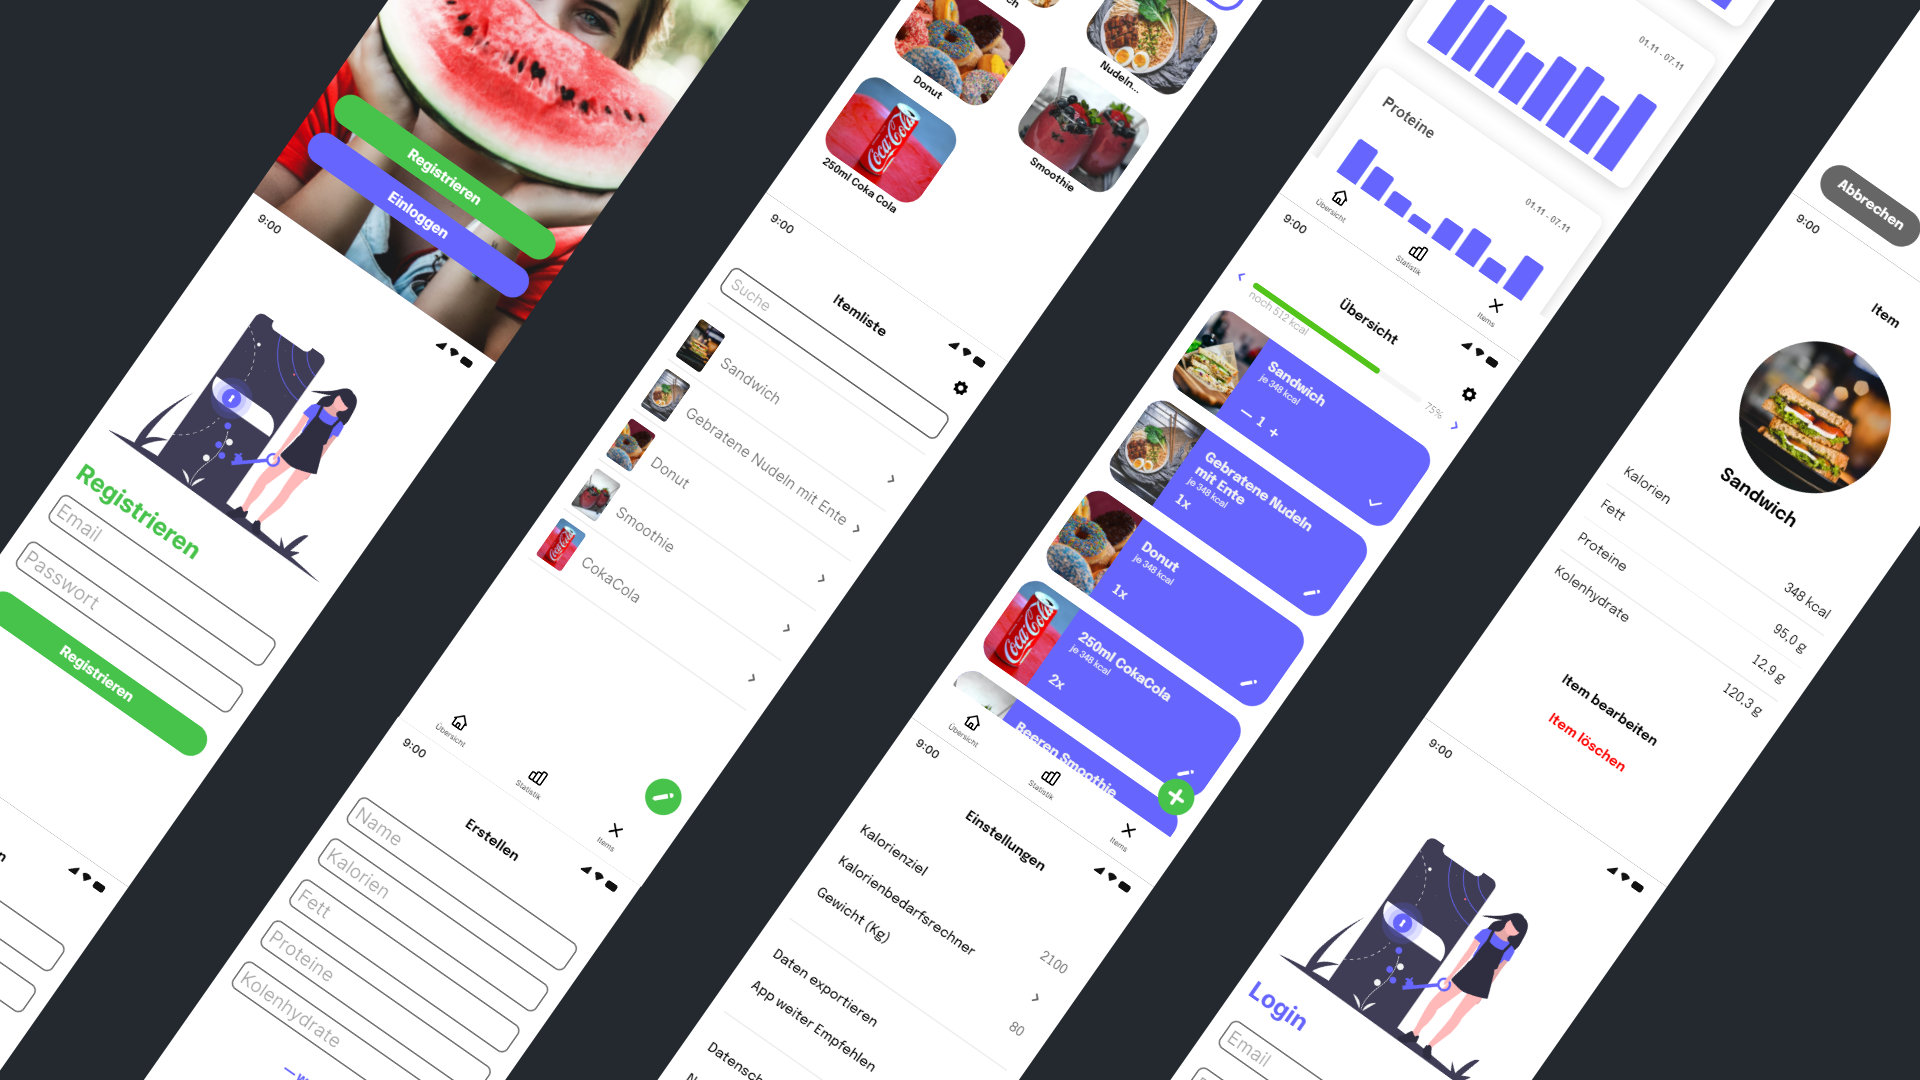 Registrieren
Einloggen
9:00
Registrieren
Email
Passwort
Registrieren
Donut
Nudeln...
Coca-Cola
250ml Coka Cola
Smoothie
9:00
Itemliste
Suche
Sandwich
Gebratene Nudeln mit Ente
Donut
Smoothie
CokaCola
Übersicht
Statistik
Items
9:00
Erstellen
Name
Kalorien
Fett
Proteine
Kolenhydrate
01.11 - 07.11
Proteine
01.11 - 07.11
Übersicht
Statistik
Items
9:00
Übersicht
noch 512 kcal
75%
Sandwich
je 348 kcal
1
Gebratene Nudeln
mit Ente
je 348 kcal
1x
Donut
je 348 kcal
1x
Coca-Cola
250ml CokaCola
je 348 kcal
2x
Beeren Smoothie
Übersicht
Statistik
Items
9:00
Einstellungen
Kalorienziel
2100
Kalorienbedarfsrechner
Gewicht (Kg)
80
Daten exportieren
App weiter Empfehlen
Abbrechen
9:00
Item
Sandwich
Kalorien
348 kcal
Fett
95.0 g
Proteine
12.9 g
Kolenhydrate
120.3 g
Item bearbeiten
Item löschen
9:00
Login
Email